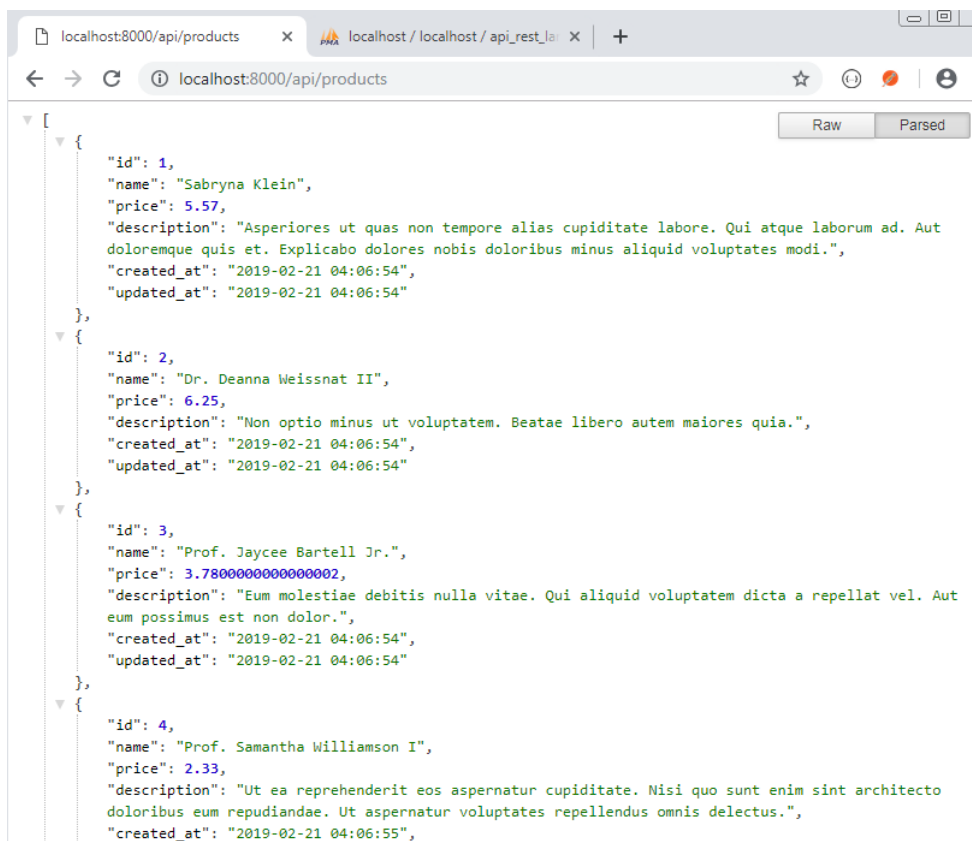 localhost:8000/api/products
localhost / localhost / api_rest_la
PMA
localhost:8000/api/products
Raw Parsed
[
{
"id": 1,
"name": "Sabryna Klein",
"price": 5.57,
"description": "Asperiores ut quas non tempore alias cupiditate labore. Qui atque laborum ad. Aut
doloremque quis et. Explicabo dolores nobis doloribus minus aliquid voluptates modi.",
"created_at": "2019-02-21 04:06:54",
"updated_at": "2019-02-21 04:06:54"
},
{
"id": 2,
"name": "Dr. Deanna Weissnat II",
"price": 6.25,
"description": "Non optio minus ut voluptatem. Beatae libero autem maiores quia.",
"created_at": "2019-02-21 04:06:54",
"updated_at": "2019-02-21 04:06:54"
},
{
"id": 3,
"name": "Prof. Jaycee Bartell Jr.",
"price": 3.7800000000000002,
"description": "Eum molestiae debitis nulla vitae. Qui aliquid voluptatem dicta a repellat vel. Aut
eum possimus est non dolor.",
"created_at": "2019-02-21 04:06:54",
"updated_at": "2019-02-21 04:06:54"
},
{
"id": 4,
"name": "Prof. Samantha Williamson I",
"price": 2.33,
"description": "Ut ea reprehenderit eos aspernatur cupiditate. Nisi quo sunt enim sint architecto
doloribus eum repudiandae. Ut aspernatur voluptates repellendus omnis delectus.",
"created_at": "2019-02-21 04:06:55",